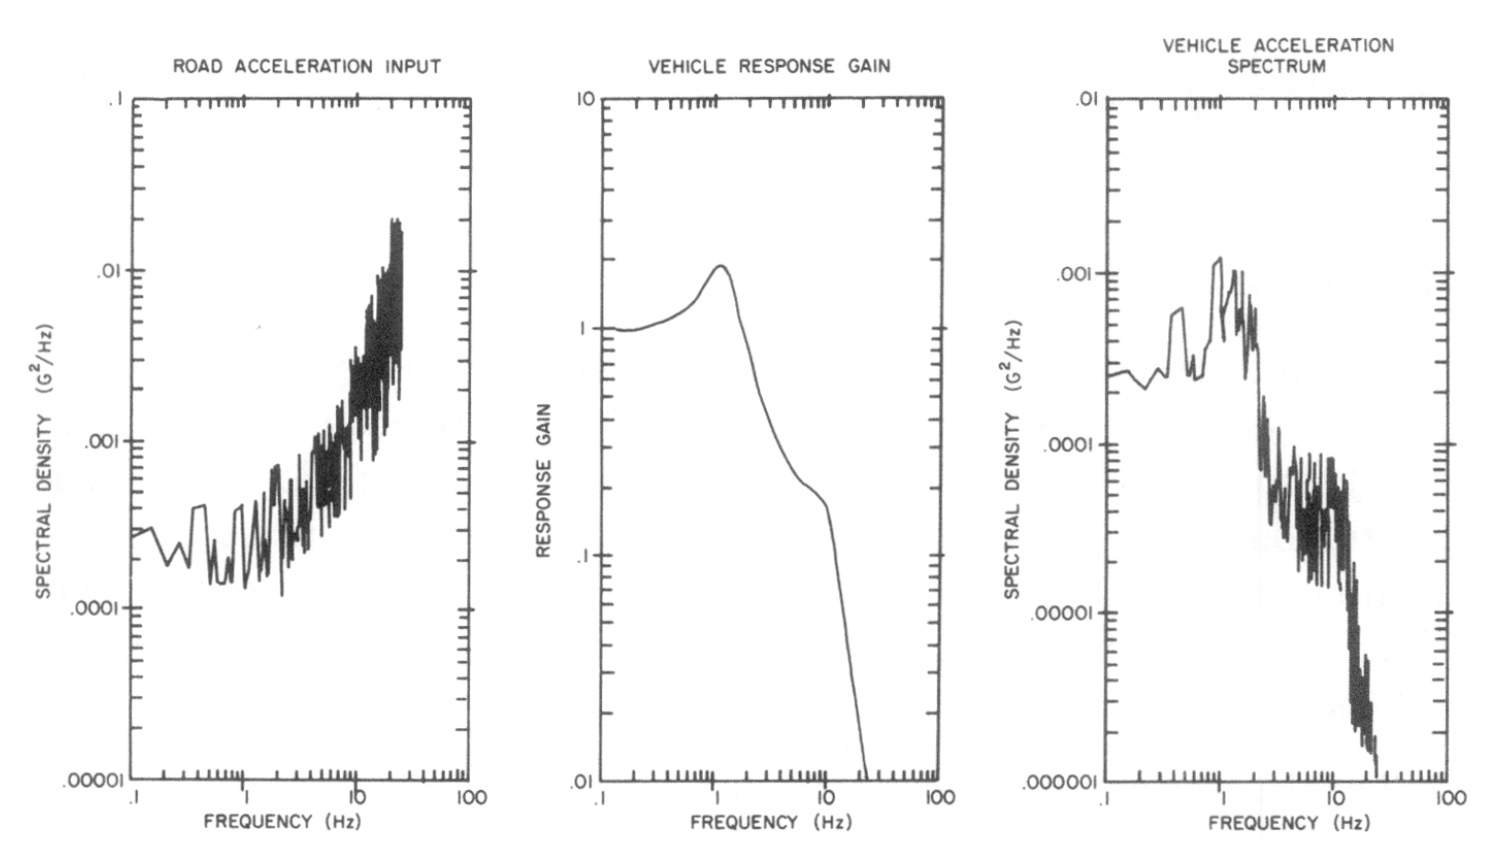 ROAD ACCELERATION INPUT
.1
.01
.001
.0001
.00001
.1
1
10
100
SPECTRAL DENSITY (G²/Hz)
FREQUENCY (Hz)
VEHICLE RESPONSE GAIN
10
1
.1
.01
.1
1
10
100
RESPONSE GAIN
FREQUENCY (Hz)
VEHICLE ACCELERATION
SPECTRUM
.01
.001
.0001
.00001
.000001
.1
1
10
100
SPECTRAL DENSITY (G²/Hz)
FREQUENCY (Hz)